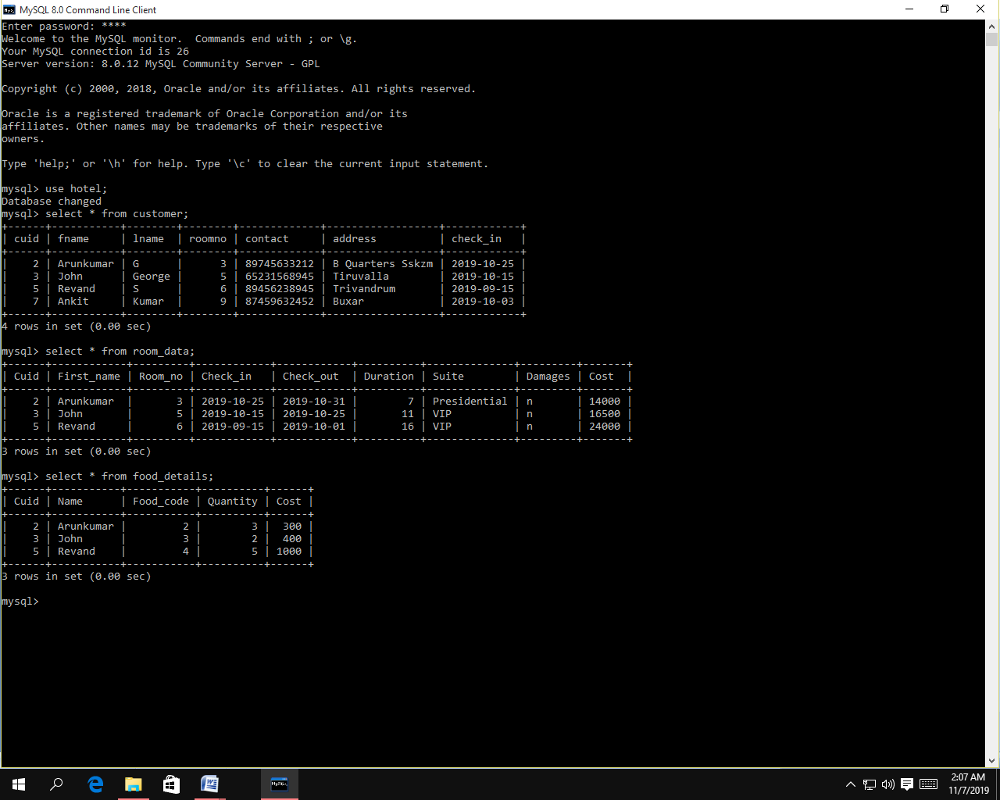 MySQL 8.0 Command Line Client
Enter password: ****
Welcome to the MySQL monitor.  Commands end with ; or \g.
Your MySQL connection id is 26
Server version: 8.0.12 MySQL Community Server - GPL
Copyright (c) 2000, 2018, Oracle and/or its affiliates. All rights reserved.
Oracle is a registered trademark of Oracle Corporation and/or its
affiliates. Other names may be trademarks of their respective
owners.
Type 'help;' or '\h' for help. Type '\c' to clear the current input statement.
mysql> use hotel;
Database changed
mysql> select * from customer;
+------+-----------+--------+--------+-------------+------------------+------------+
| cuid | fname     | lname  | roomno | contact     | address          | check_in   |
+------+-----------+--------+--------+-------------+------------------+------------+
|    2 | Arunkumar | G      |      3 | 89745633212 | B Quarters Sskzm | 2019-10-25 |
|    3 | John      | George |      5 | 65231568945 | Tiruvalla        | 2019-10-15 |
|    5 | Revand    | S      |      6 | 89456238945 | Trivandrum       | 2019-09-15 |
|    7 | Ankit     | Kumar  |      9 | 87459632452 | Buxar            | 2019-10-03 |
+------+-----------+--------+--------+-------------+------------------+------------+
4 rows in set (0.00 sec)
mysql> select * from room_data;
+------+------------+---------+------------+------------+----------+--------------+---------+-------+
| Cuid | First_name | Room_no | Check_in   | Check_out  | Duration | Suite        | Damages | Cost  |
+------+------------+---------+------------+------------+----------+--------------+---------+-------+
|    2 | Arunkumar  |       3 | 2019-10-25 | 2019-10-31 |        7 | Presidential | n       | 14000 |
|    3 | John       |       5 | 2019-10-15 | 2019-10-25 |       11 | VIP          | n       | 16500 |
|    5 | Revand     |       6 | 2019-09-15 | 2019-10-01 |       16 | VIP          | n       | 24000 |
+------+------------+---------+------------+------------+----------+--------------+---------+-------+
3 rows in set (0.00 sec)
mysql> select * from food_details;
+------+-----------+-----------+----------+------+
| Cuid | Name      | Food_code | Quantity | Cost |
+------+-----------+-----------+----------+------+
|    2 | Arunkumar |         2 |        3 |  300 |
|    3 | John      |         3 |        2 |  400 |
|    5 | Revand    |         4 |        5 | 1000 |
+------+-----------+-----------+----------+------+
3 rows in set (0.00 sec)
mysql>
2:07 AM
11/7/2019